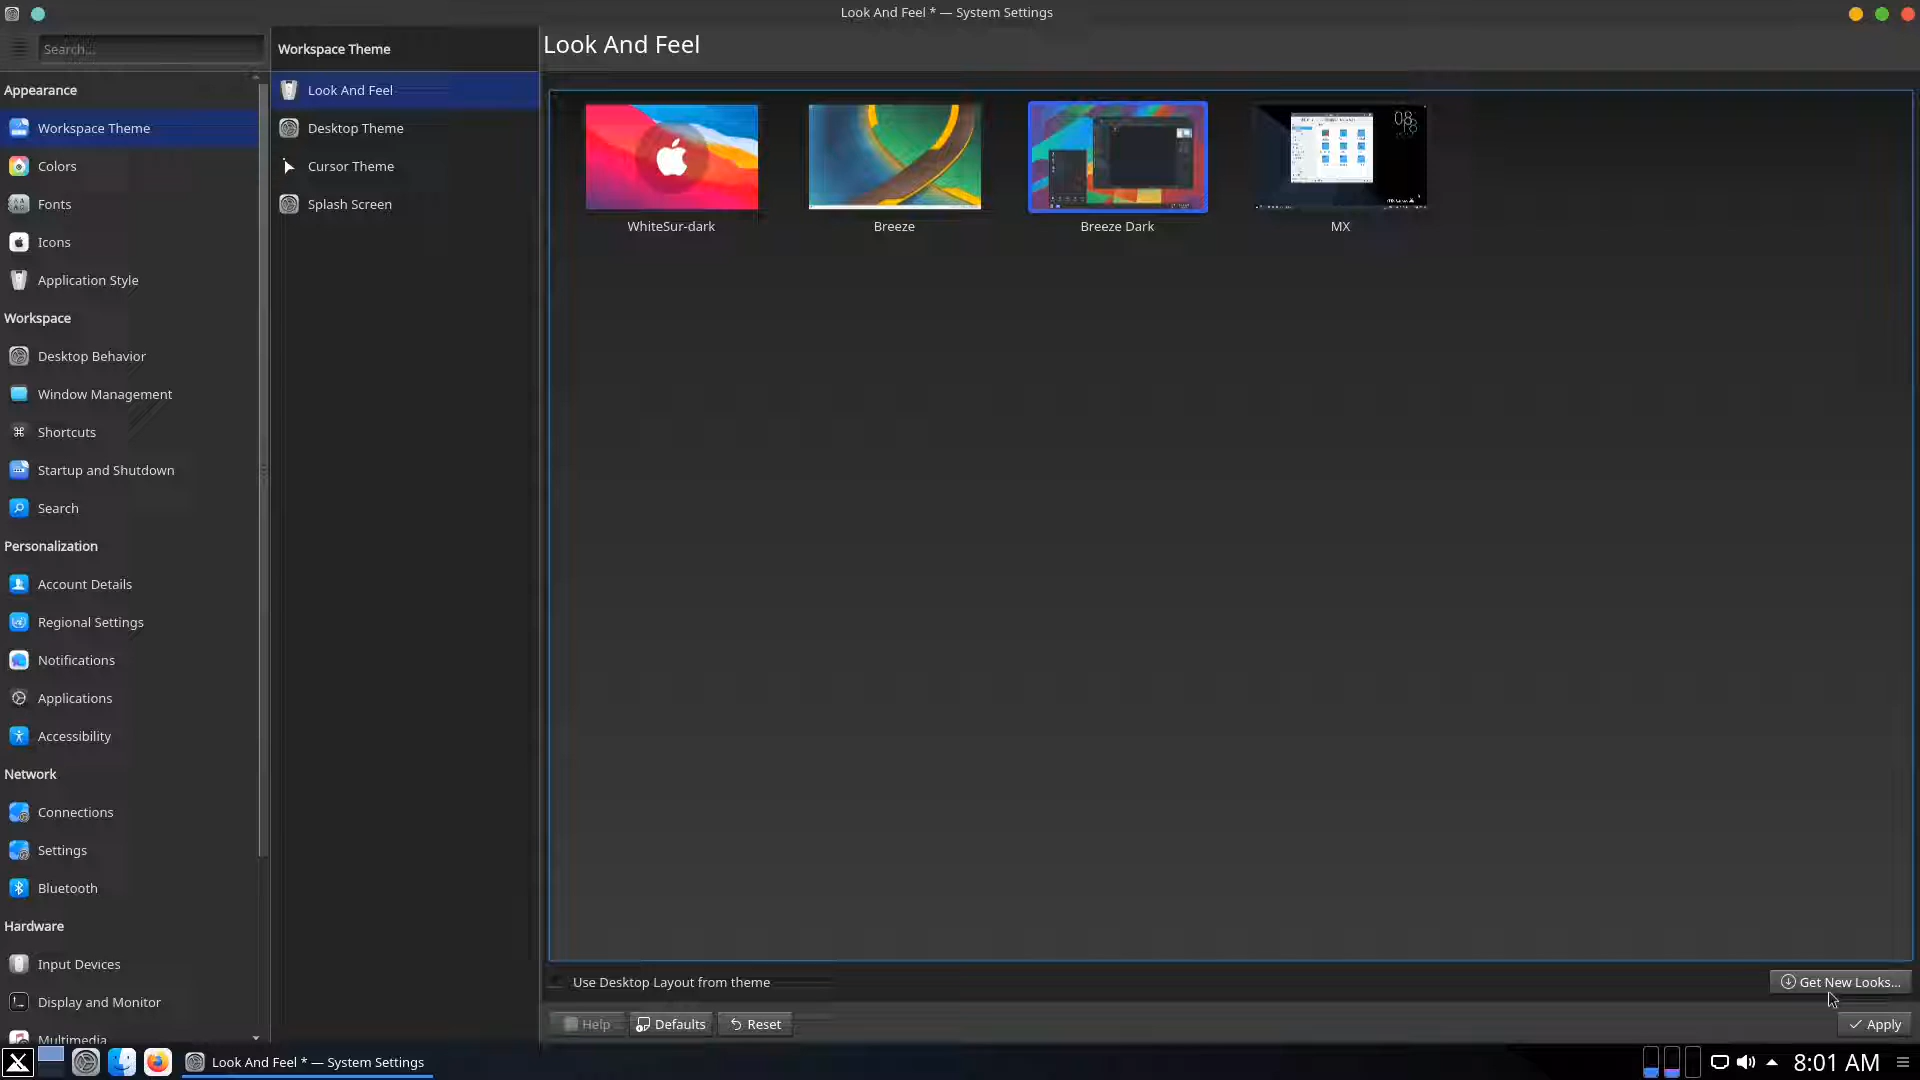 Look And Feel * — System Settings
Search...
Appearance
Workspace Theme
Colors
Fonts
Icons
Application Style
Workspace
Desktop Behavior
Window Management
Shortcuts
Startup and Shutdown
Search
Personalization
Account Details
Regional Settings
Notifications
Applications
Accessibility
Network
Connections
Settings
Bluetooth
Hardware
Input Devices
Display and Monitor
Multimedia
Workspace Theme
Look And Feel
Desktop Theme
Cursor Theme
Splash Screen
Look And Feel
WhiteSur-dark
Breeze
Breeze Dark
MX
Use Desktop Layout from theme
Get New Looks...
Help
Defaults
Reset
Apply
Look And Feel * — System Settings
8:01 AM